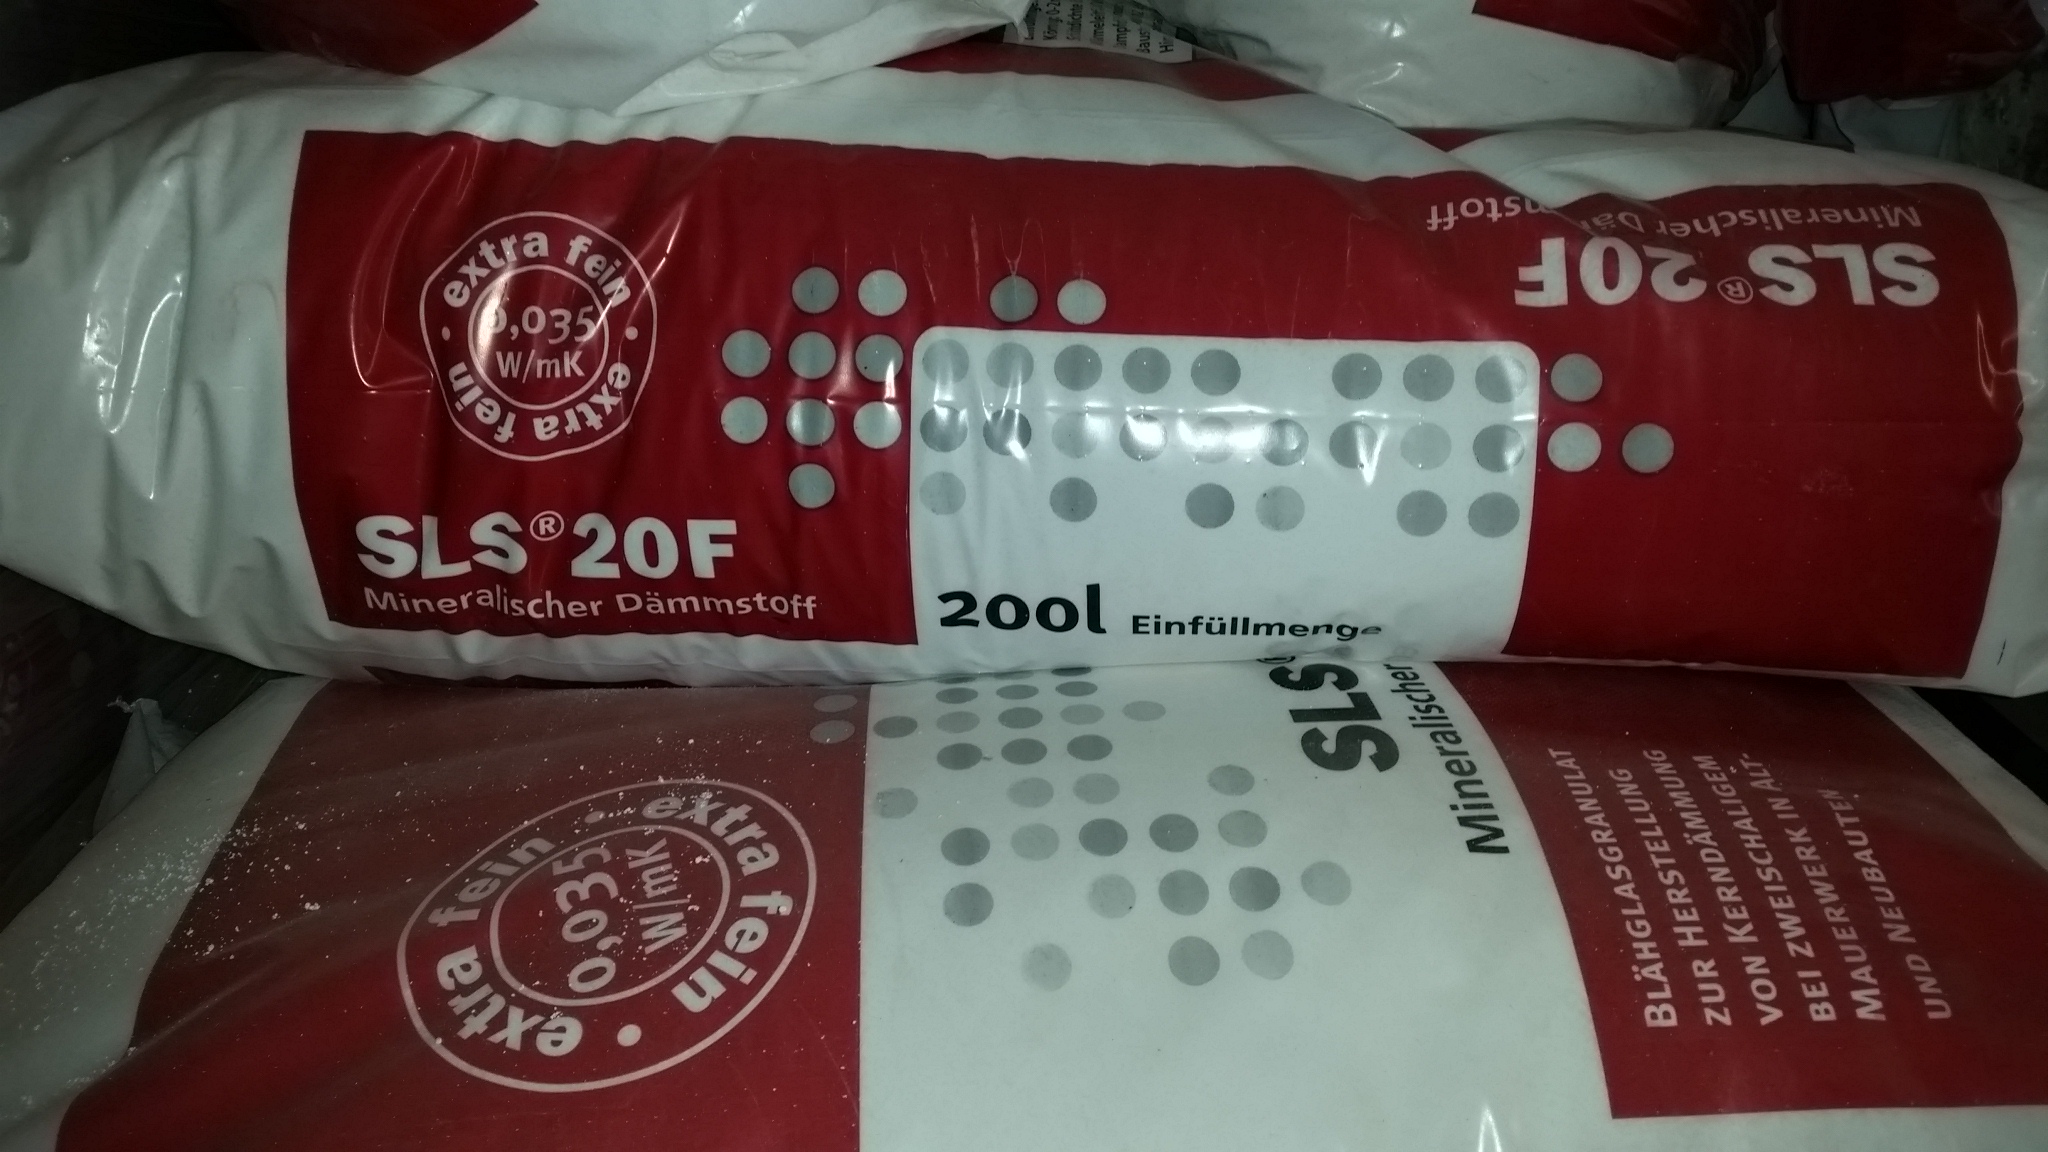 extra fein • extra fein •
0,035
W/mK
SLS® 20F
Mineralischer Dämmstoff
200l Einfüllmenge
SLS® 20F
Mineralischer
extra fein • extra fein •
0,035
W/mK
SLS®
Mineralischer
BLÄHGLASGRANULAT
ZUR HERSTELLUNG
VON KERNDÄMMUNG
BEI ZWEISCHALIGEM
MAUERWERK IN ALT-
UND NEUBAUTEN